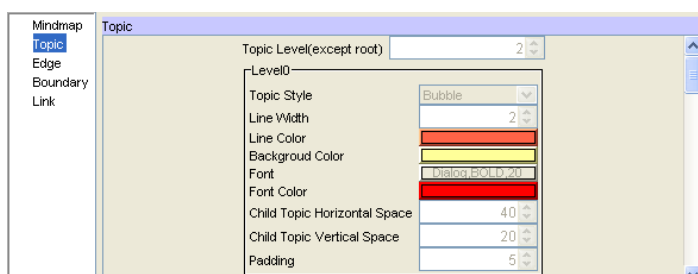 Mindmap
Topic
Edge
Boundary
Link
Topic
Topic Level(except root) 2
Level0
Topic Style Bubble
Line Width 2
Line Color
Backgroud Color
Font Dialog,BOLD,20
Font Color
Child Topic Horizontal Space 40
Child Topic Vertical Space 20
Padding 5